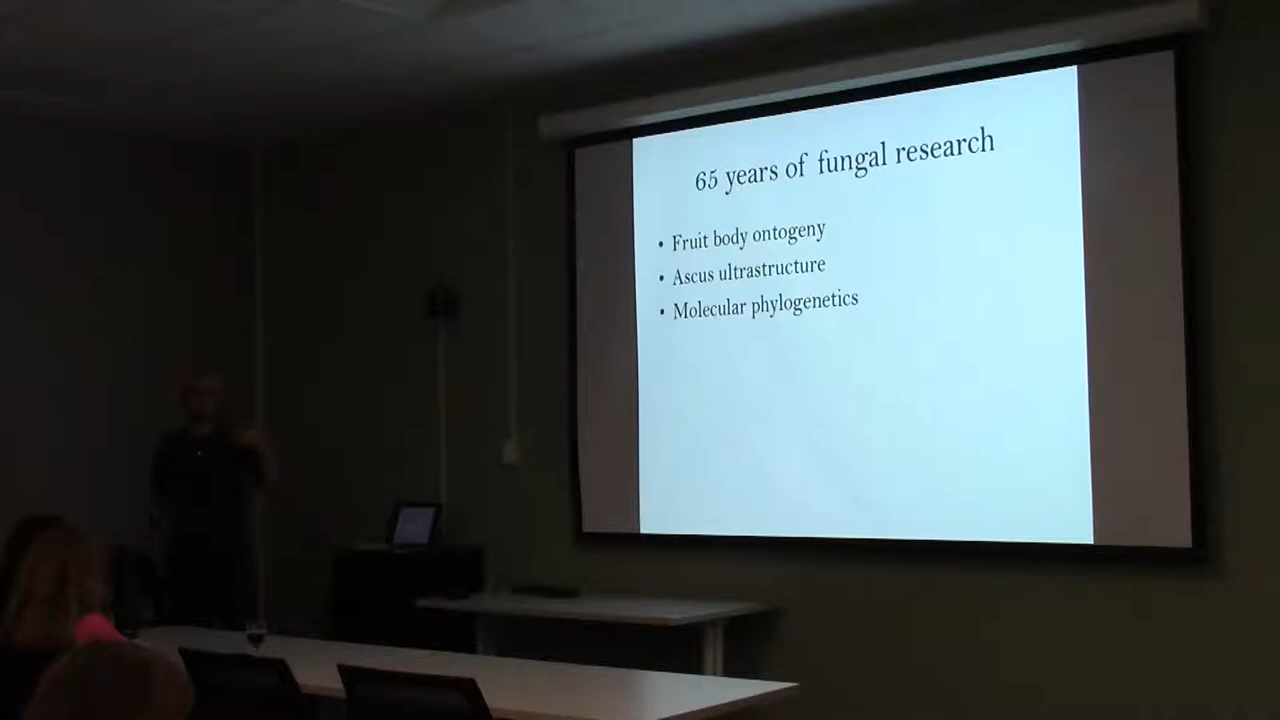 65 years of fungal research
• Fruit body ontogeny
• Ascus ultrastructure
• Molecular phylogenetics